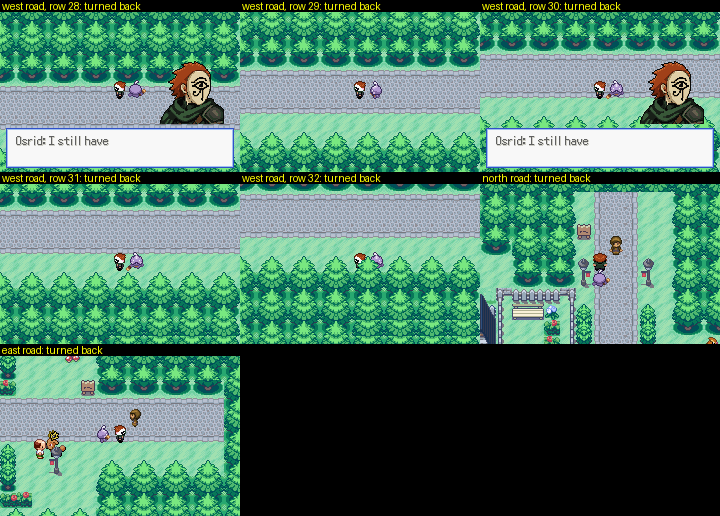 west road, row 28: turned back
west road, row 29: turned back
west road, row 30: turned back
Osrid: I still have
Osrid: I still have
west road, row 31: turned back
west road, row 32: turned back
north road: turned back
east road: turned back